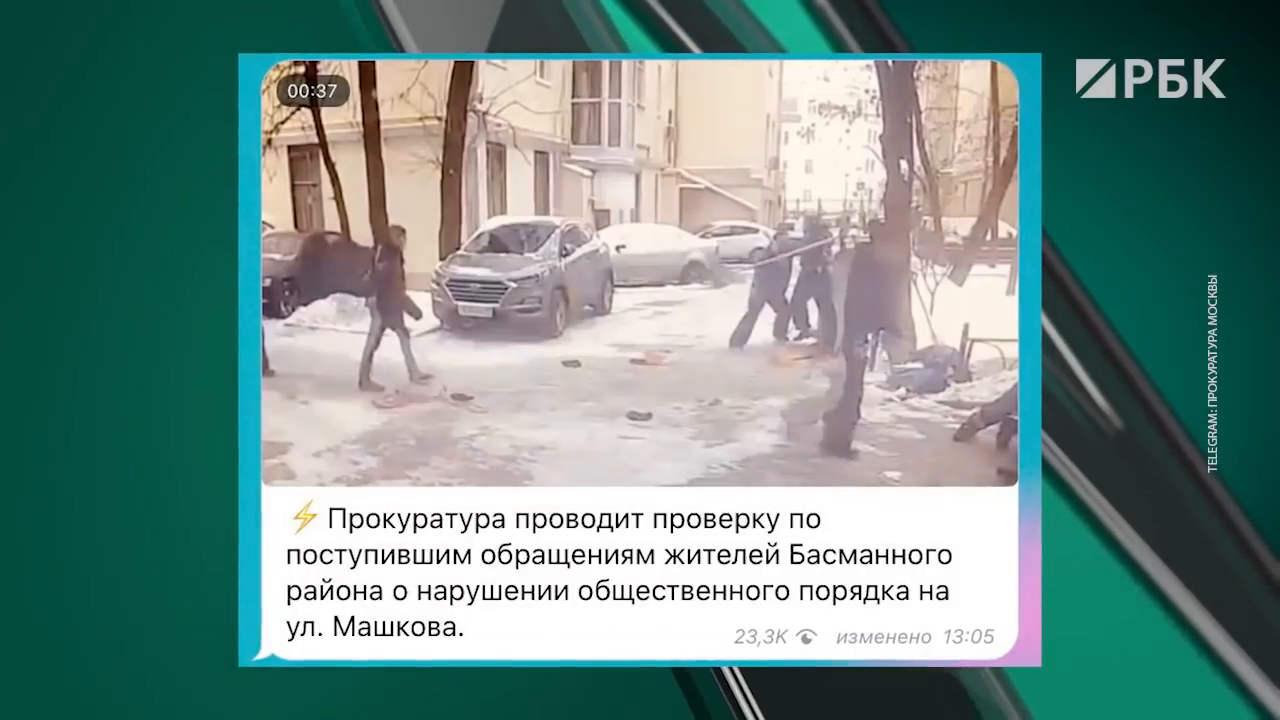 00:37
РБК
⚡ Прокуратура проводит проверку по
поступившим обращениям жителей Басманного
района о нарушении общественного порядка на
ул. Машкова.
23,3K изменено 13:05
TELEGRAM: ПРОКУРАТУРА МОСКВЫ